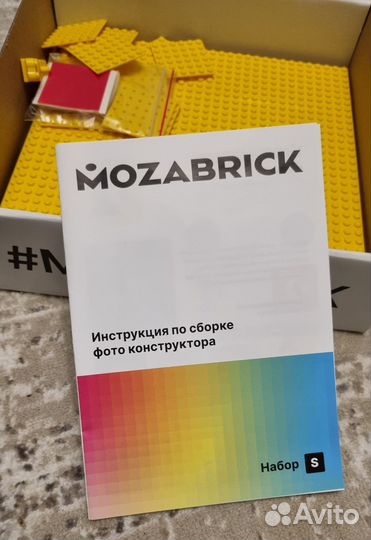 MOZABRICK
#M
K
Инструкция по сборке
фото конструктора
Набор S
Avito